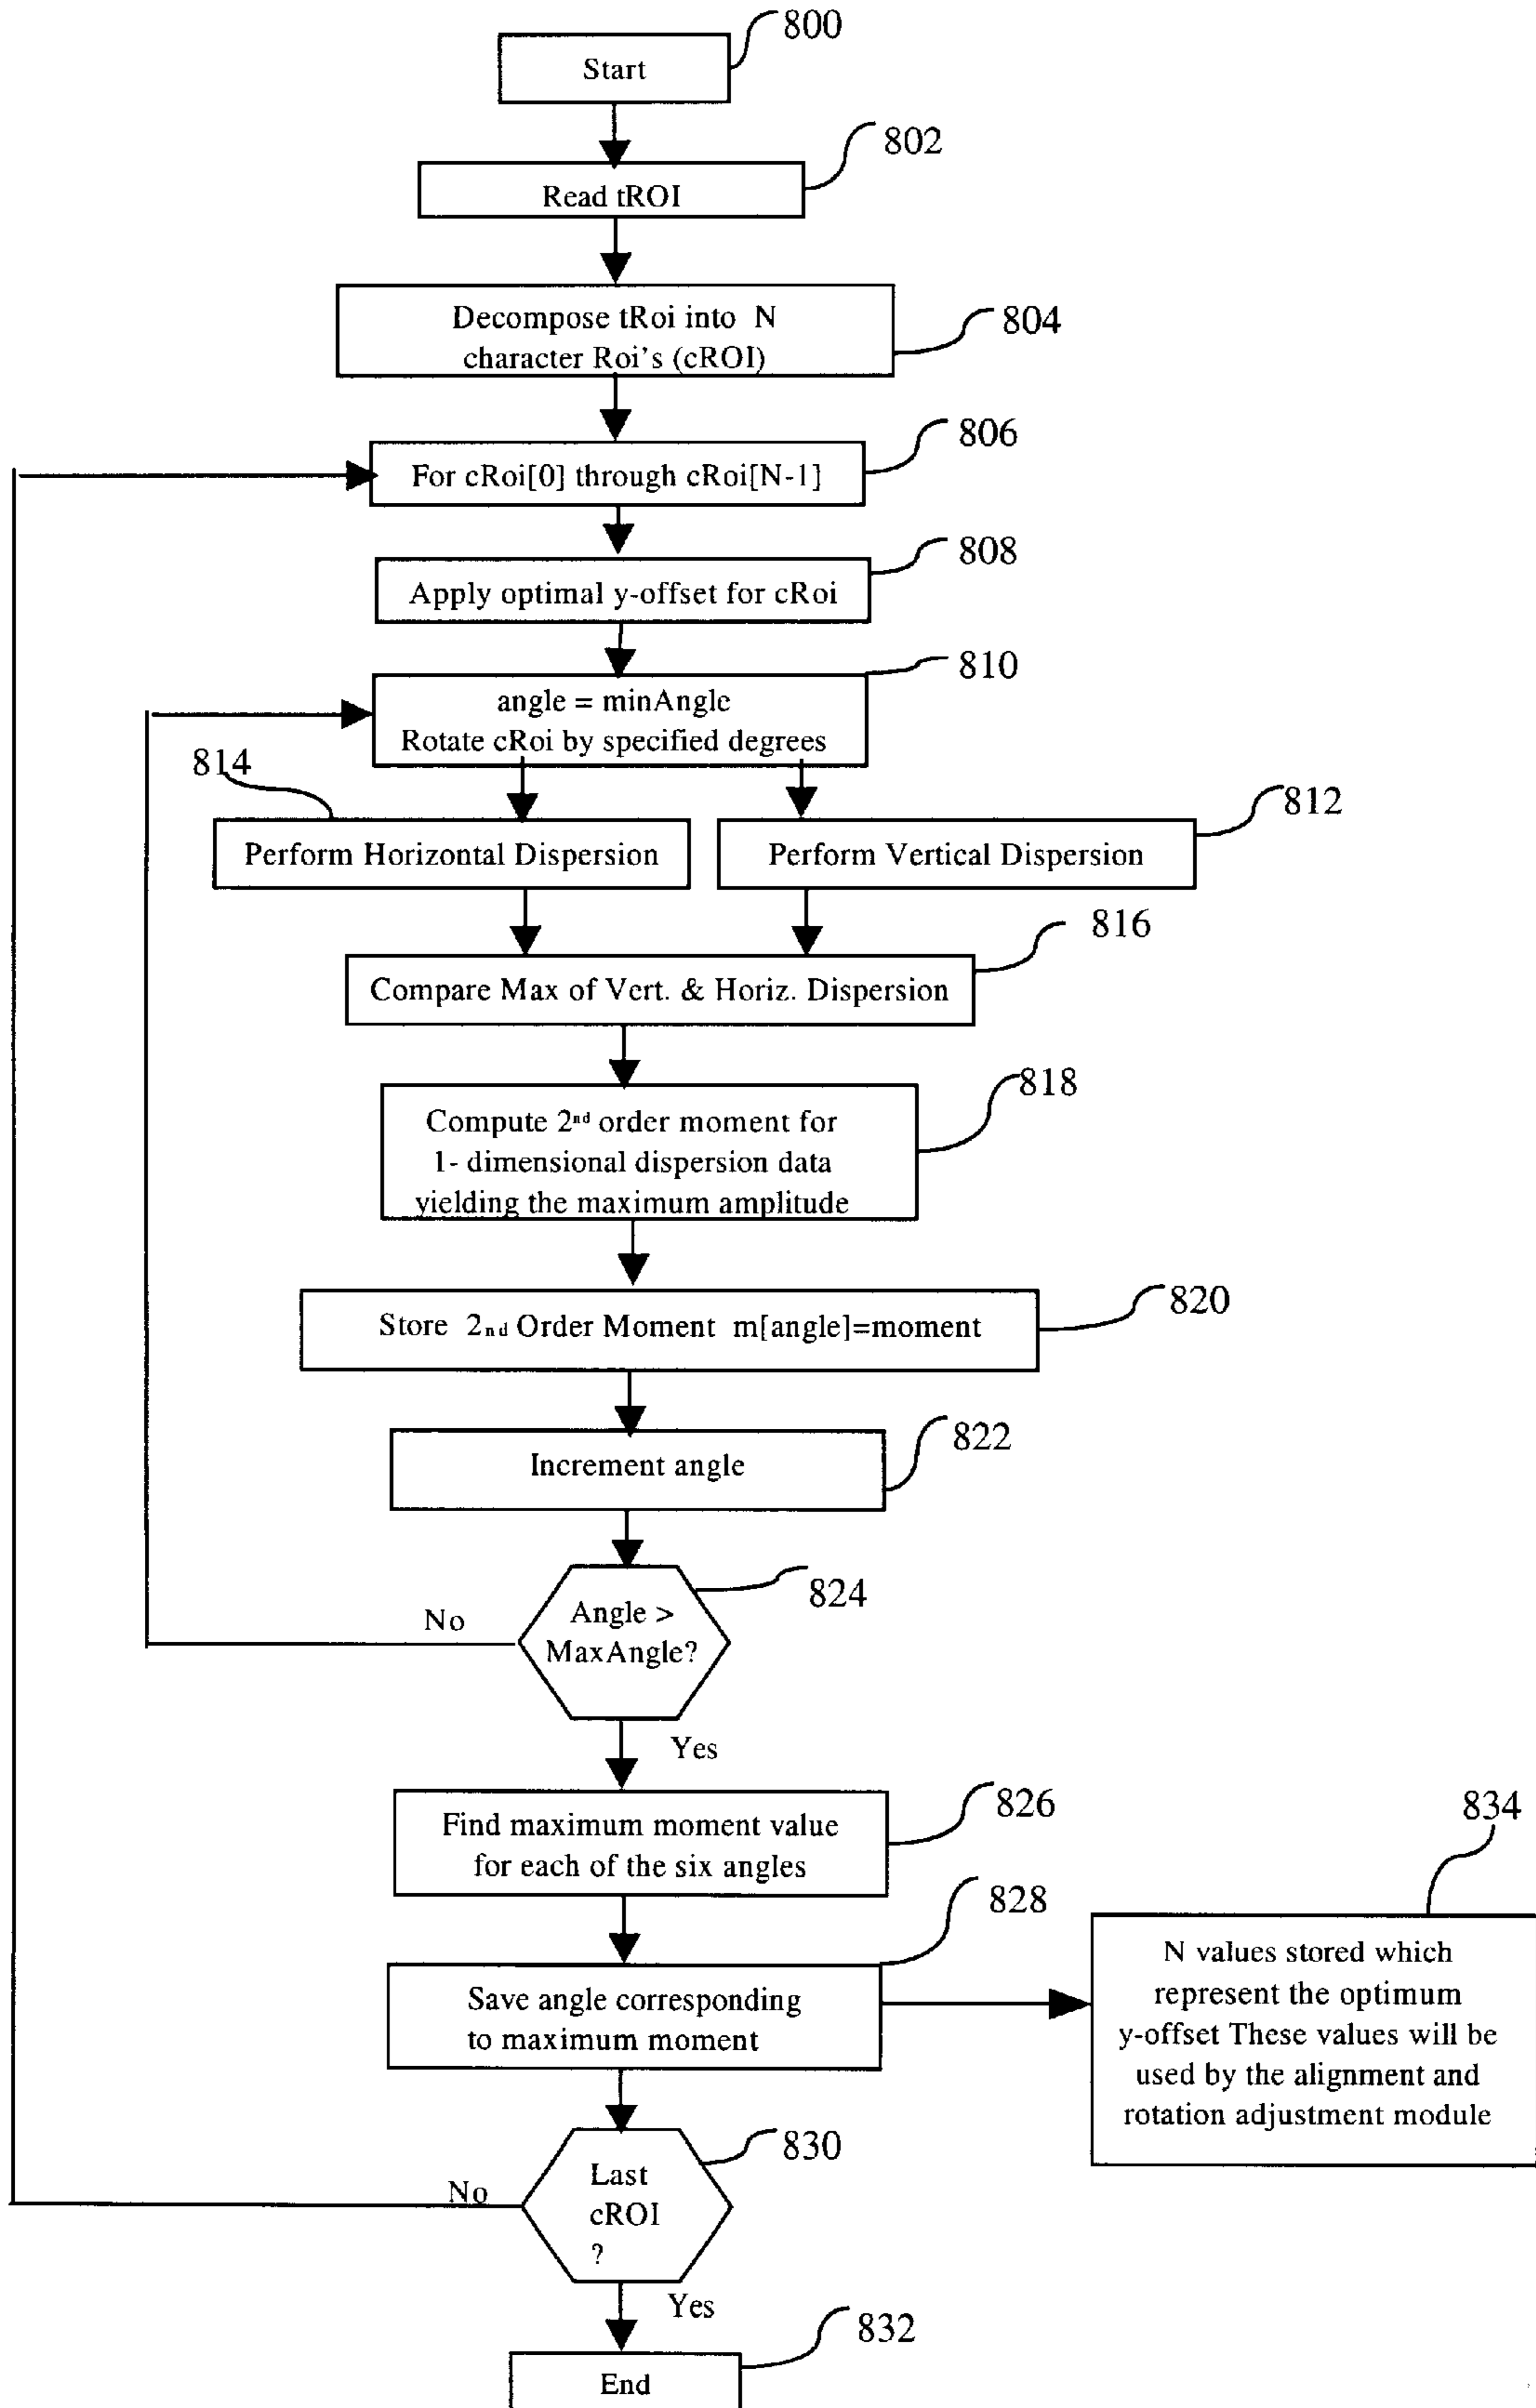 800
Start
802
Read tROI
804
Decompose tRoi into N
character Roi's (cROI)
806
For cRoi[0] through cRoi[N-1]
808
Apply optimal y-offset for cRoi
810
angle = minAngle
Rotate cRoi by specified degrees
814
812
Perform Horizontal Dispersion
Perform Vertical Dispersion
816
Compare Max of Vert. & Horiz. Dispersion
818
Compute 2nd order moment for
1- dimensional dispersion data
yielding the maximum amplitude
820
Store 2nd Order Moment m[angle]=moment
822
Increment angle
824
Angle >
MaxAngle?
No
Yes
826
Find maximum moment value
for each of the six angles
834
828
Save angle corresponding
to maximum moment
N values stored which
represent the optimum
y-offset These values will be
used by the alignment and
rotation adjustment module
830
Last
cROI
?
No
Yes
832
End